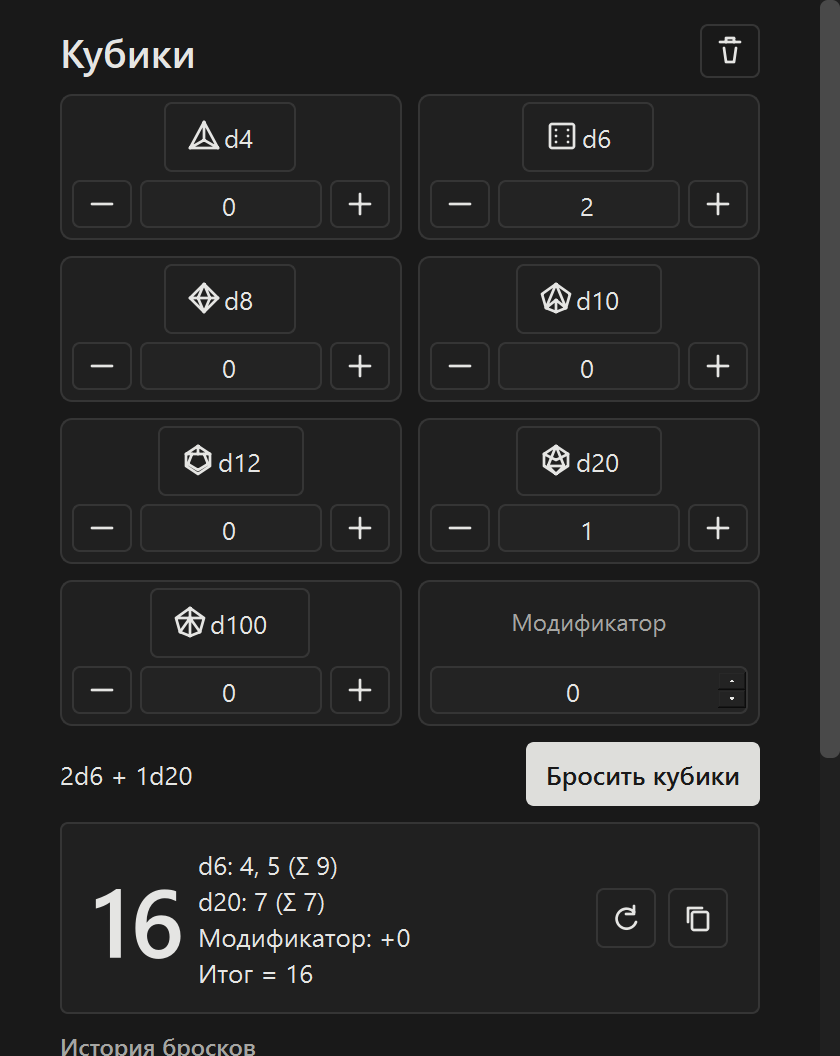 Кубики
d4
d6
0
2
d8
d10
0
0
d12
d20
0
1
d100
Модификатор
0
0
2d6 + 1d20
Бросить кубики
16
d6: 4, 5 (Σ 9)
d20: 7 (Σ 7)
Модификатор: +0
Итог = 16
История бросков